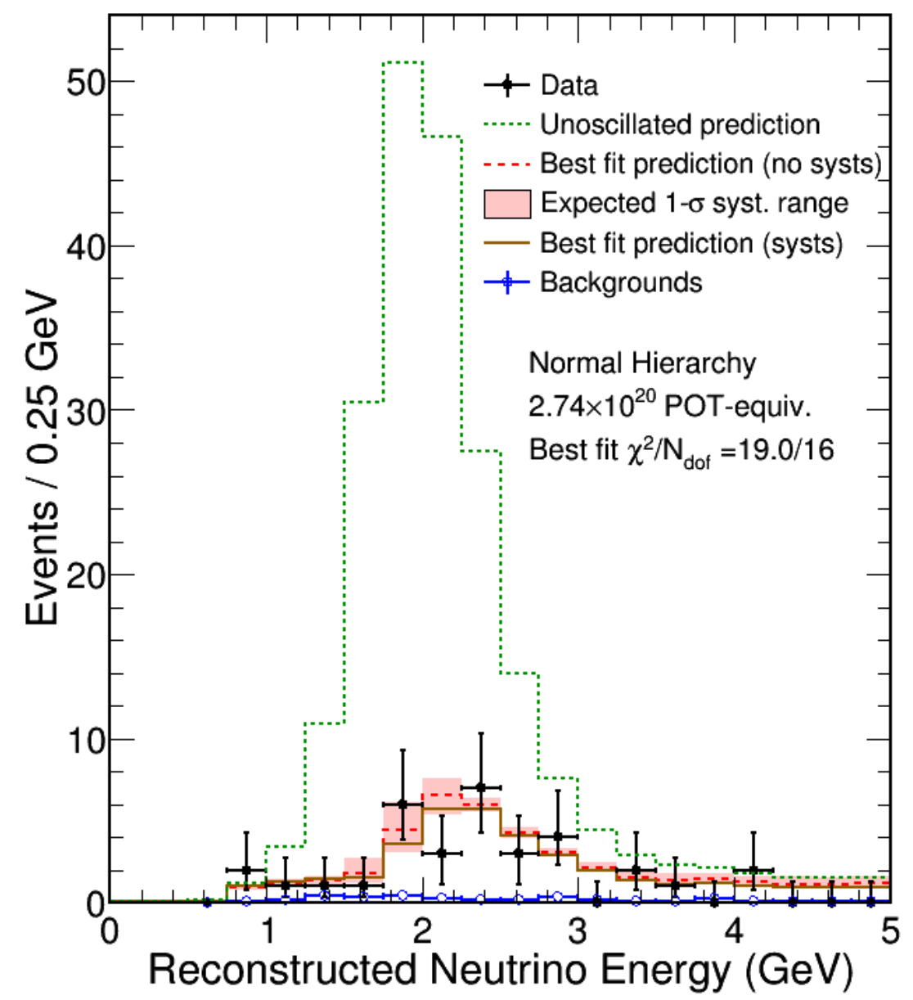 50
40
30
20
10
0
Events / 0.25 GeV
Data
Unoscillated prediction
Best fit prediction (no systs)
Expected 1-σ syst. range
Best fit prediction (systs)
Backgrounds
Normal Hierarchy
2.74×10²⁰ POT-equiv.
Best fit χ²/N_dof =19.0/16
0 1 2 3 4 5
Reconstructed Neutrino Energy (GeV)